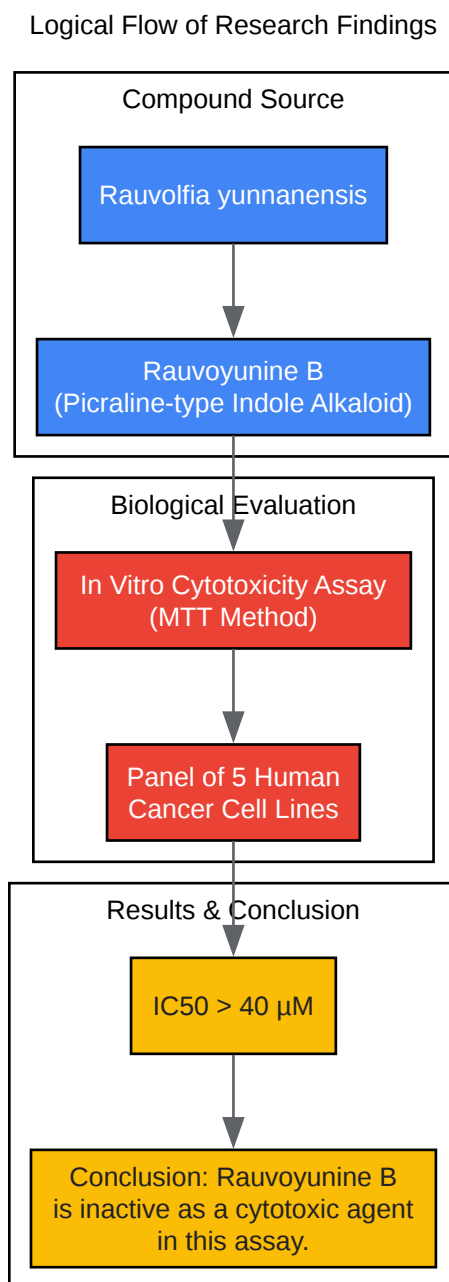 Logical Flow of Research Findings
Compound Source
Rauvolfia yunnanensis
Rauvoyunine B
(Picraline-type Indole Alkaloid)
Biological Evaluation
In Vitro Cytotoxicity Assay
(MTT Method)
Panel of 5 Human
Cancer Cell Lines
Results & Conclusion
IC50 > 40 µM
Conclusion: Rauvoyunine B
is inactive as a cytotoxic agent
in this assay.